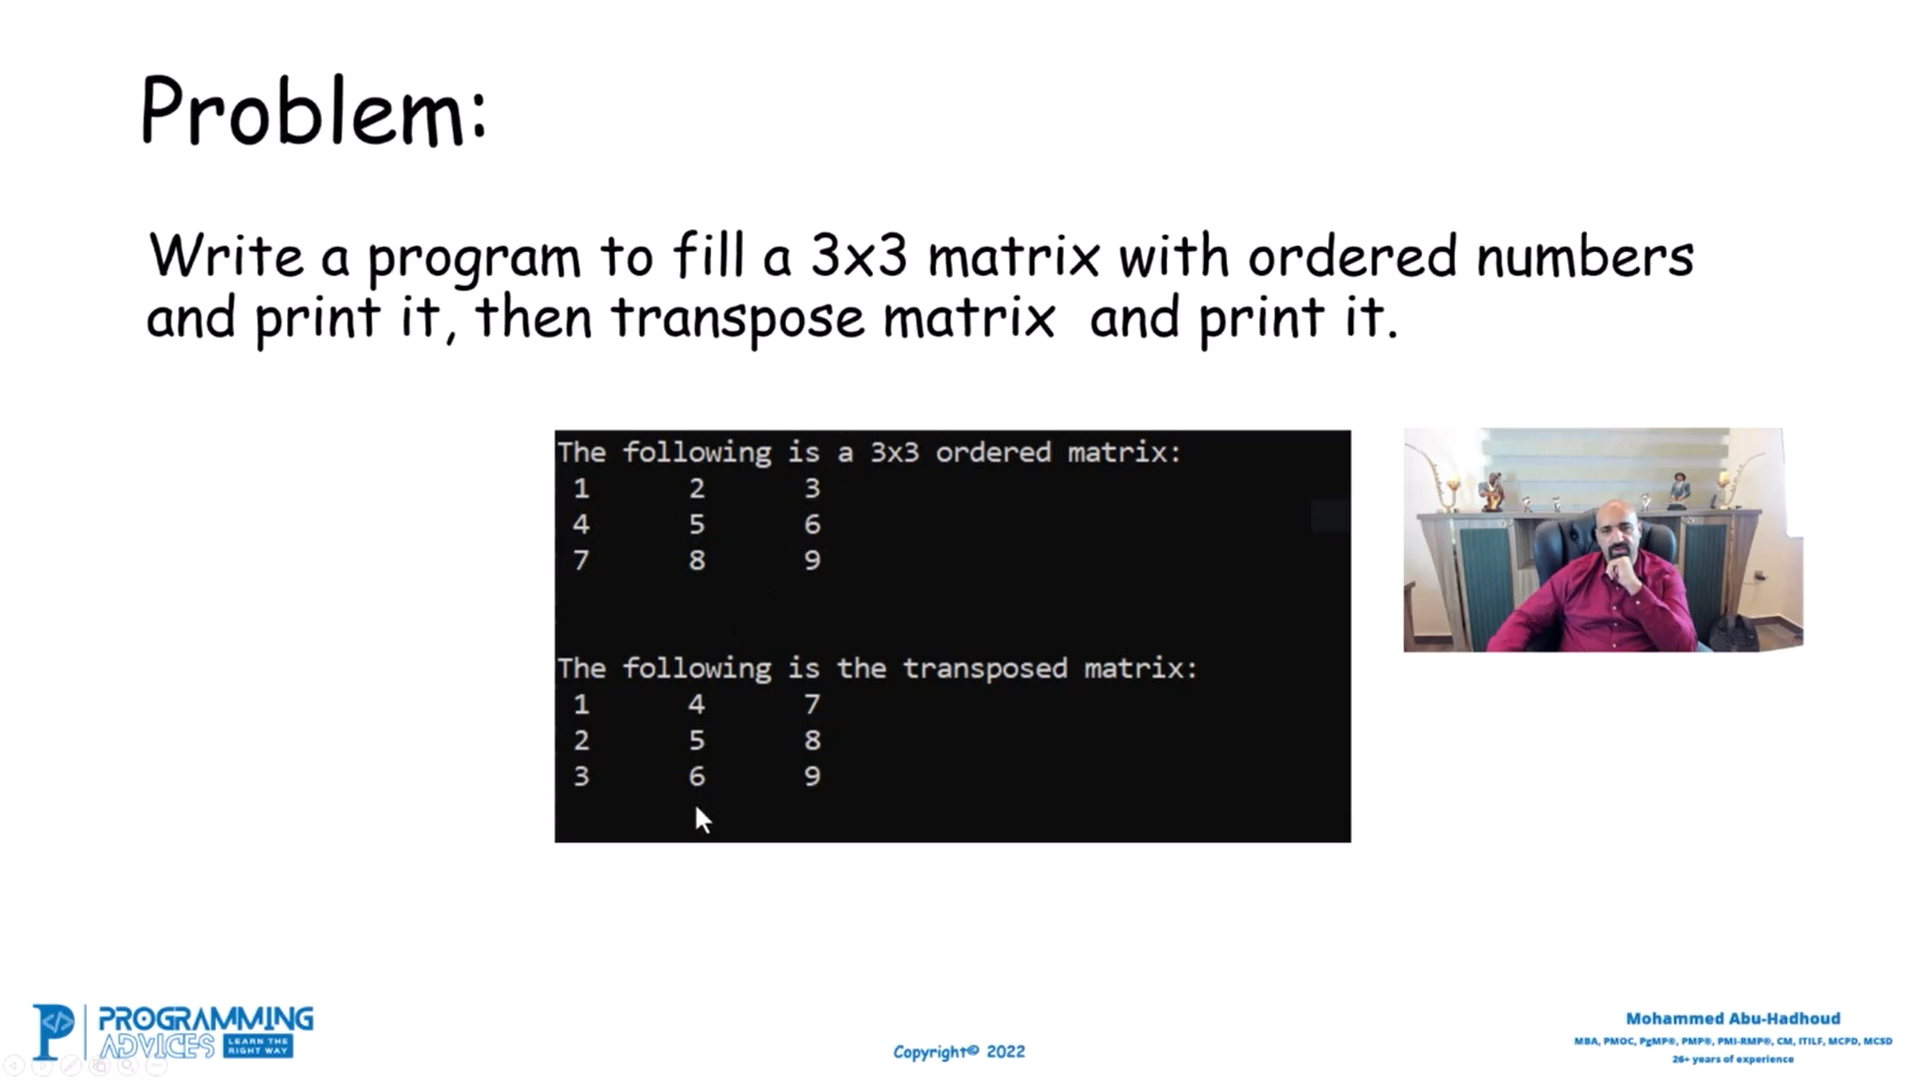 Problem:
Write a program to fill a 3x3 matrix with ordered numbers
and print it, then transpose matrix and print it.
The following is a 3x3 ordered matrix:
1 2 3
4 5 6
7 8 9
The following is the transposed matrix:
1 4 7
2 5 8
3 6 9
PROGRAMMING
ADVICES
LEARN THE
RIGHT WAY
Copyright© 2022
Mohammed Abu-Hadhoud
MBA, PMOC, PgMP®, PMP®, PMI-RMP®, CM, ITILF, MCPD, MCSD
26+ years of experience